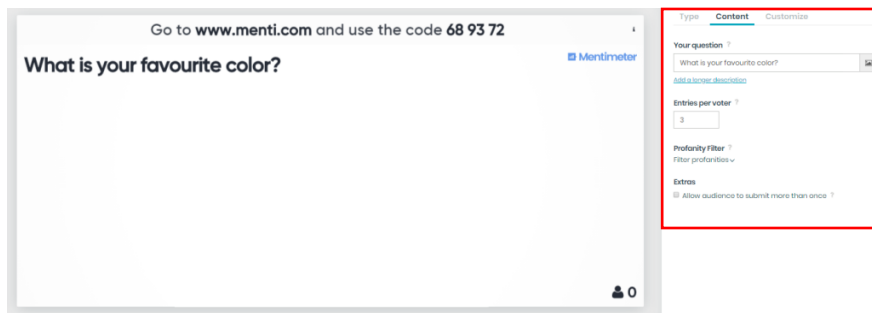 Go to www.menti.com and use the code 68 93 72
What is your favourite color?
Mentimeter
0
Type Content Customize
Your question ?
What is your favourite color?
Add a longer description
Entries per voter ?
3
Profanity Filter ?
Filter profanities
Extras
Allow audience to submit more than once ?